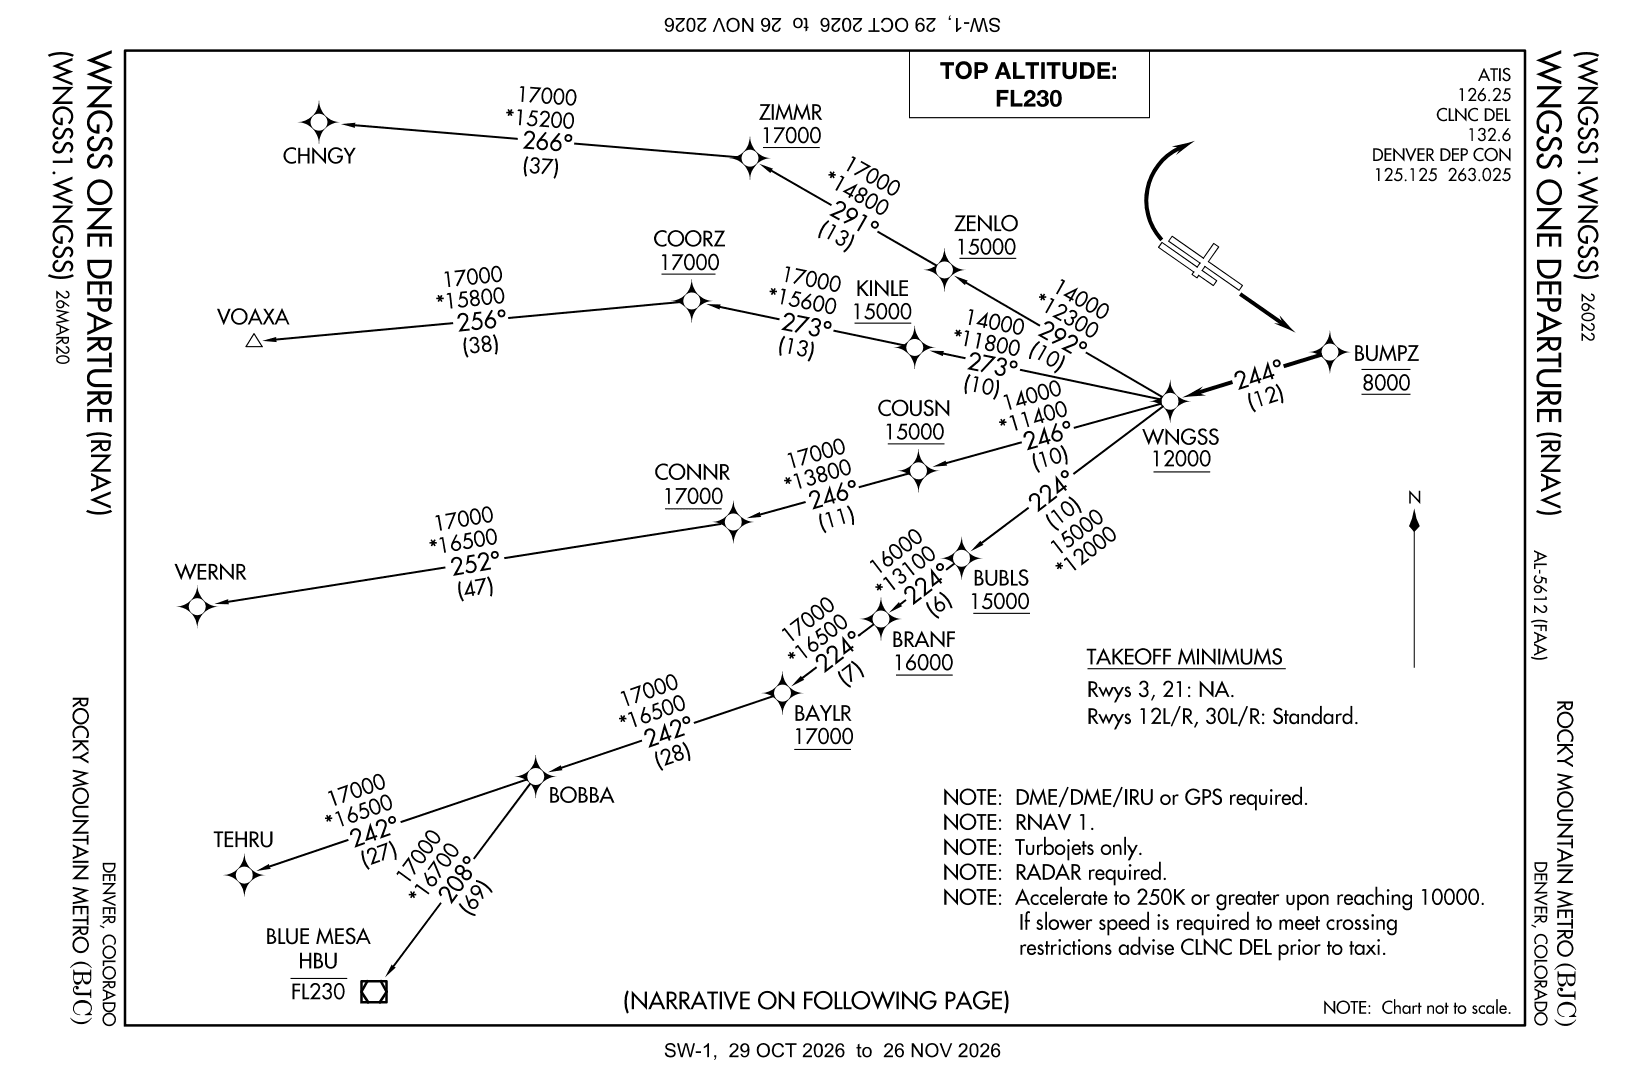 SW-1, 29 OCT 2026 to 26 NOV 2026
WNGSS ONE DEPARTURE (RNAV)
(WNGSS1.WNGSS) 26MAR20
ROCKY MOUNTAIN METRO (BJC)
DENVER, COLORADO
TOP ALTITUDE:
FL230
ATIS
126.25
CLNC DEL
132.6
DENVER DEP CON
125.125 263.025
CHNGY
17000
*15200
266°
(37)
ZIMMR
17000
17000
*14800
291°
(13)
ZENLO
15000
14000
*12300
292°
(10)
VOAXA
17000
*15800
256°
(38)
COORZ
17000
17000
*15600
273°
(13)
KINLE
15000
14000
*11800
273°
(10)
BUMPZ
8000
244°
(12)
WNGSS
12000
14000
*11400
246°
(10)
COUSN
15000
17000
*13800
246°
(11)
CONNR
17000
17000
*16500
252°
(47)
WERNR
224°
(10)
15000
*12000
BUBLS
15000
16000
*13100
224°
(6)
BRANF
16000
17000
*16500
224°
(7)
BAYLR
17000
17000
*16500
242°
(28)
BOBBA
17000
*16500
242°
(27)
TEHRU
17000
*16700
208°
(69)
BLUE MESA
HBU
FL230
N
TAKEOFF MINIMUMS
Rwys 3, 21: NA.
Rwys 12L/R, 30L/R: Standard.
NOTE: DME/DME/IRU or GPS required.
NOTE: RNAV 1.
NOTE: Turbojets only.
NOTE: RADAR required.
NOTE: Accelerate to 250K or greater upon reaching 10000.
If slower speed is required to meet crossing
restrictions advise CLNC DEL prior to taxi.
(NARRATIVE ON FOLLOWING PAGE)
NOTE: Chart not to scale.
(WNGSS1.WNGSS) 26022
WNGSS ONE DEPARTURE (RNAV)
AL-5612 (FAA)
ROCKY MOUNTAIN METRO (BJC)
DENVER, COLORADO
SW-1, 29 OCT 2026 to 26 NOV 2026